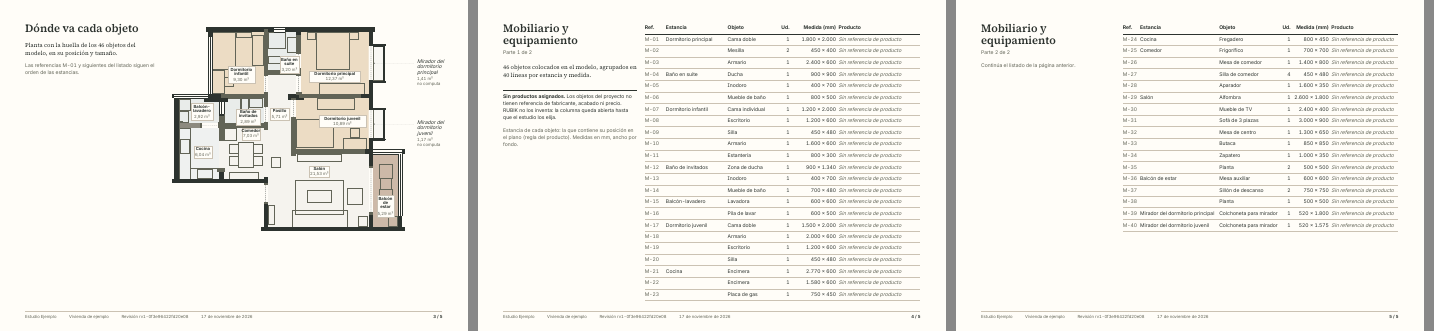 Dónde va cada objeto
Planta con la huella de los 46 objetos del
modelo, en su posición y tamaño.
Las referencias M-01 y siguientes del listado siguen el
orden de las estancias.
Dormitorio
infantil
Baño en
suite
Dormitorio principal
Mirador del
dormitorio
principal
no computa
Balcón-
lavadero
Baño de
invitados
Pasillo
Dormitorio juvenil
Mirador del
dormitorio
juvenil
no computa
Comedor
Cocina
Salón
Balcón
de
estar
Estudio Ejemplo Vivienda de ejemplo 17 de noviembre de 2026 3 / 5
Mobiliario y
equipamiento
Parte 1 de 2
46 objetos colocados en el modelo, agrupados en
40 líneas por estancia y medida.
Sin productos asignados. Los objetos del proyecto no
tienen referencia de fabricante, acabado ni precio.
RUBIK no los inventa: la columna queda abierta hasta
que el estudio los elija.
Estancia de cada objeto: la que contiene su posición en
el plano (regla del producto). Medidas en mm, ancho por
fondo.
Ref. Estancia Objeto Ud. Medida (mm) Producto
M-01 Dormitorio principal Cama doble 1 1.800 × 2.000 Sin referencia de producto
M-02 Mesilla 2 450 × 400 Sin referencia de producto
M-03 Armario 1 2.400 × 600 Sin referencia de producto
M-04 Baño en suite Ducha 1 900 × 900 Sin referencia de producto
M-05 Inodoro 1 400 × 700 Sin referencia de producto
M-06 Mueble de baño 1 800 × 500 Sin referencia de producto
M-07 Dormitorio infantil Cama individual 1 1.200 × 2.000 Sin referencia de producto
M-08 Escritorio 1 1.200 × 600 Sin referencia de producto
M-09 Silla 1 450 × 480 Sin referencia de producto
M-10 Armario 1 1.600 × 600 Sin referencia de producto
M-11 Estantería 1 800 × 300 Sin referencia de producto
M-12 Baño de invitados Zona de ducha 1 900 × 1.340 Sin referencia de producto
M-13 Inodoro 1 400 × 700 Sin referencia de producto
M-14 Mueble de baño 1 700 × 480 Sin referencia de producto
M-15 Balcón-lavadero Lavadora 1 600 × 600 Sin referencia de producto
M-16 Pila de lavar 1 600 × 500 Sin referencia de producto
M-17 Dormitorio juvenil Cama doble 1 1.500 × 2.000 Sin referencia de producto
M-18 Armario 1 2.000 × 600 Sin referencia de producto
M-19 Escritorio 1 1.200 × 600 Sin referencia de producto
M-20 Silla 1 450 × 480 Sin referencia de producto
M-21 Cocina Encimera 1 2.770 × 600 Sin referencia de producto
M-22 Encimera 1 1.580 × 600 Sin referencia de producto
M-23 Placa de gas 1 750 × 450 Sin referencia de producto
Estudio Ejemplo Vivienda de ejemplo 17 de noviembre de 2026 4 / 5
Mobiliario y
equipamiento
Parte 2 de 2
Continúa el listado de la página anterior.
Ref. Estancia Objeto Ud. Medida (mm) Producto
M-24 Cocina Fregadero 1 800 × 450 Sin referencia de producto
M-25 Comedor Frigorífico 1 700 × 700 Sin referencia de producto
M-26 Mesa de comedor 1 1.400 × 800 Sin referencia de producto
M-27 Silla de comedor 4 450 × 480 Sin referencia de producto
M-28 Aparador 1 1.600 × 350 Sin referencia de producto
M-29 Salón Alfombra 1 2.600 × 1.800 Sin referencia de producto
M-30 Mueble de TV 1 2.400 × 400 Sin referencia de producto
M-31 Sofá de 3 plazas 1 3.000 × 900 Sin referencia de producto
M-32 Mesa de centro 1 1.300 × 650 Sin referencia de producto
M-33 Butaca 1 850 × 850 Sin referencia de producto
M-34 Zapatero 1 1.000 × 350 Sin referencia de producto
M-35 Planta 2 500 × 500 Sin referencia de producto
M-36 Balcón de estar Mesa auxiliar 1 600 × 600 Sin referencia de producto
M-37 Sillón de descanso 2 750 × 750 Sin referencia de producto
M-38 Planta 1 500 × 500 Sin referencia de producto
M-39 Mirador del dormitorio principal Colchoneta para mirador 1 520 × 1.800 Sin referencia de producto
M-40 Mirador del dormitorio juvenil Colchoneta para mirador 1 520 × 1.575 Sin referencia de producto
Estudio Ejemplo Vivienda de ejemplo 17 de noviembre de 2026 5 / 5